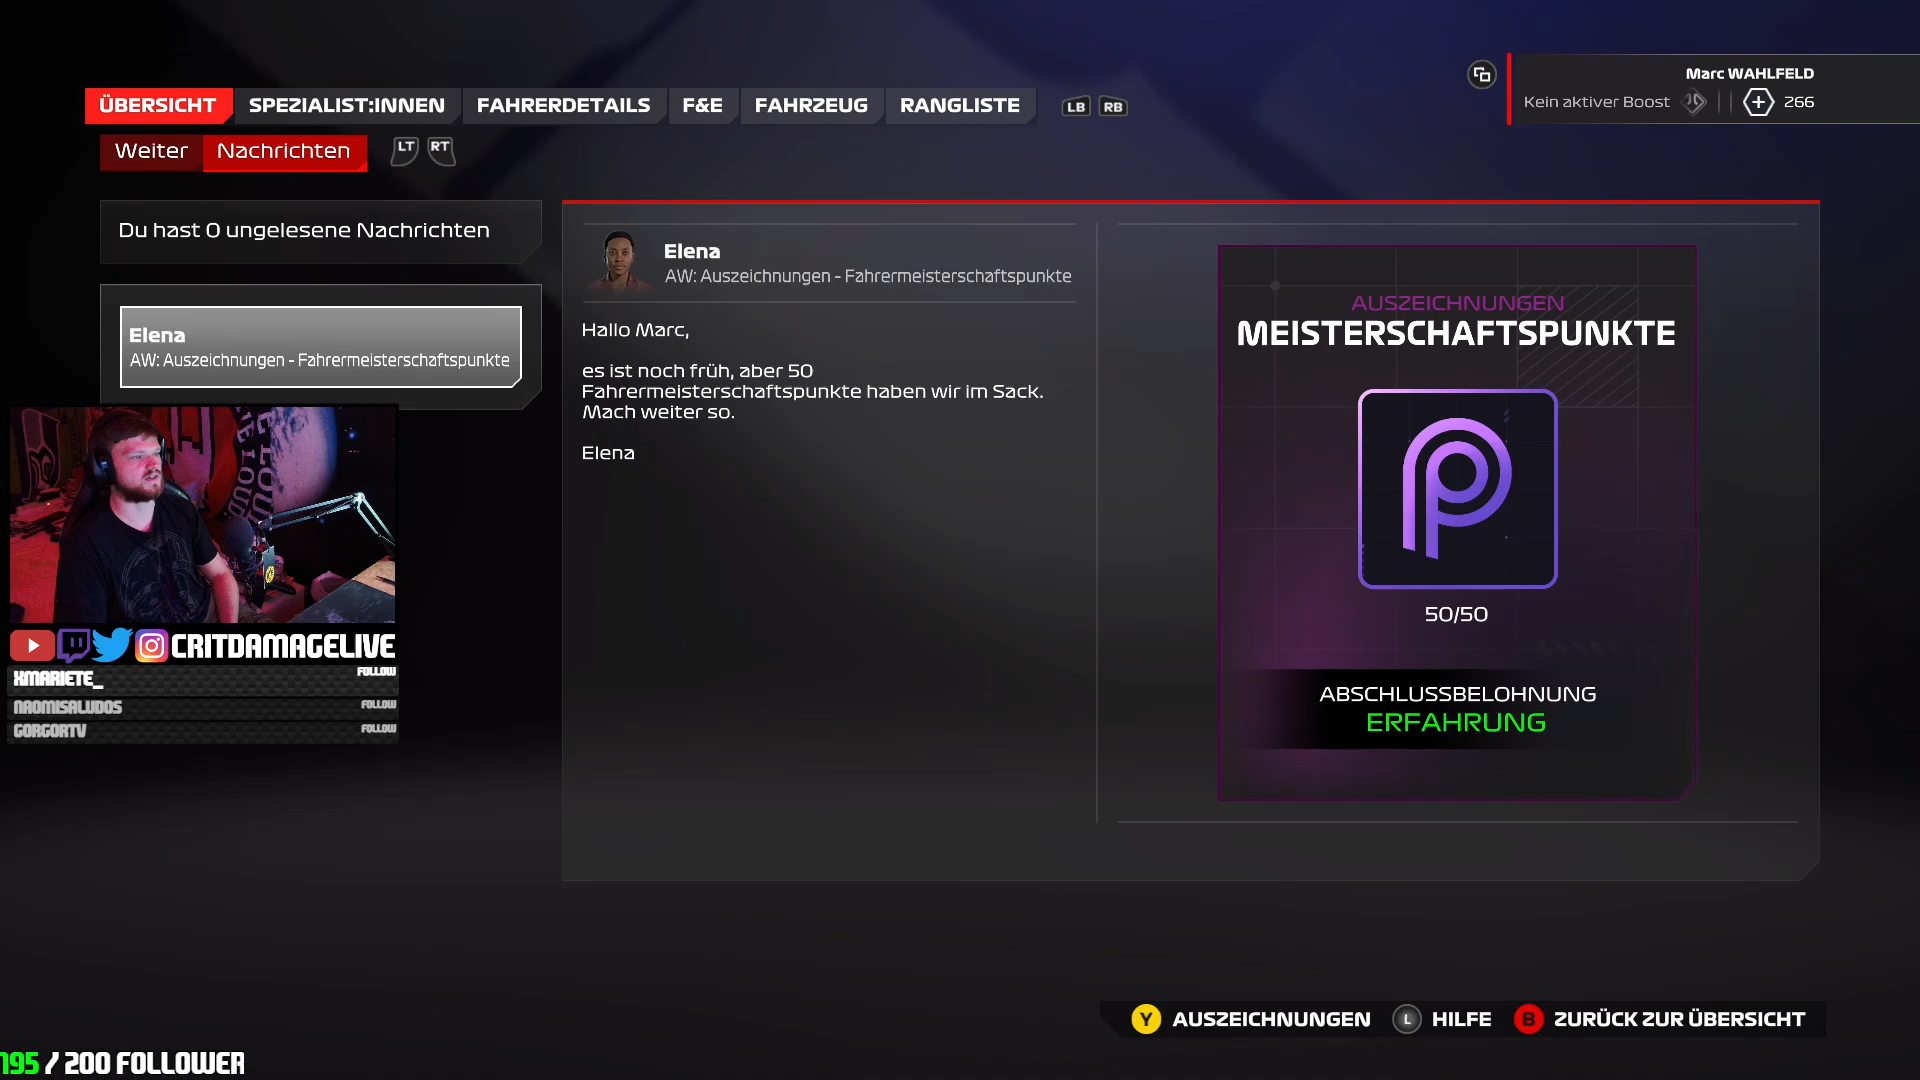 Marc WAHLFELD
Kein aktiver Boost
266
ÜBERSICHT
SPEZIALIST:INNEN
FAHRERDETAILS
F&E
FAHRZEUG
RANGLISTE
LB
RB
Weiter
Nachrichten
LT
RT
Du hast 0 ungelesene Nachrichten
Elena
AW: Auszeichnungen - Fahrermeisterschaftspunkte
Elena
AW: Auszeichnungen - Fahrermeisterschaftspunkte
Hallo Marc,
es ist noch früh, aber 50
Fahrermeisterschaftspunkte haben wir im Sack.
Mach weiter so.
Elena
AUSZEICHNUNGEN
MEISTERSCHAFTSPUNKTE
50/50
ABSCHLUSSBELOHNUNG
ERFAHRUNG
CRITDAMAGELIVE
XMARIETE_
FOLLOW
NAOMISALUDOS
FOLLOW
GORGORTV
FOLLOW
Y AUSZEICHNUNGEN
L HILFE
B ZURÜCK ZUR ÜBERSICHT
195 / 200 FOLLOWER